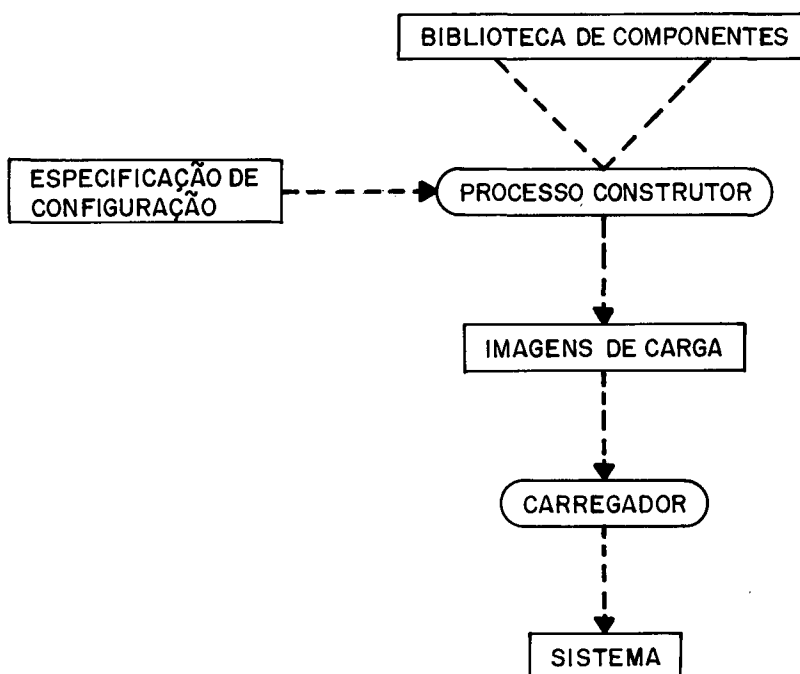 BIBLIOTECA DE COMPONENTES
ESPECIFICAÇÃO DE
CONFIGURAÇÃO
PROCESSO CONSTRUTOR
IMAGENS DE CARGA
CARREGADOR
SISTEMA